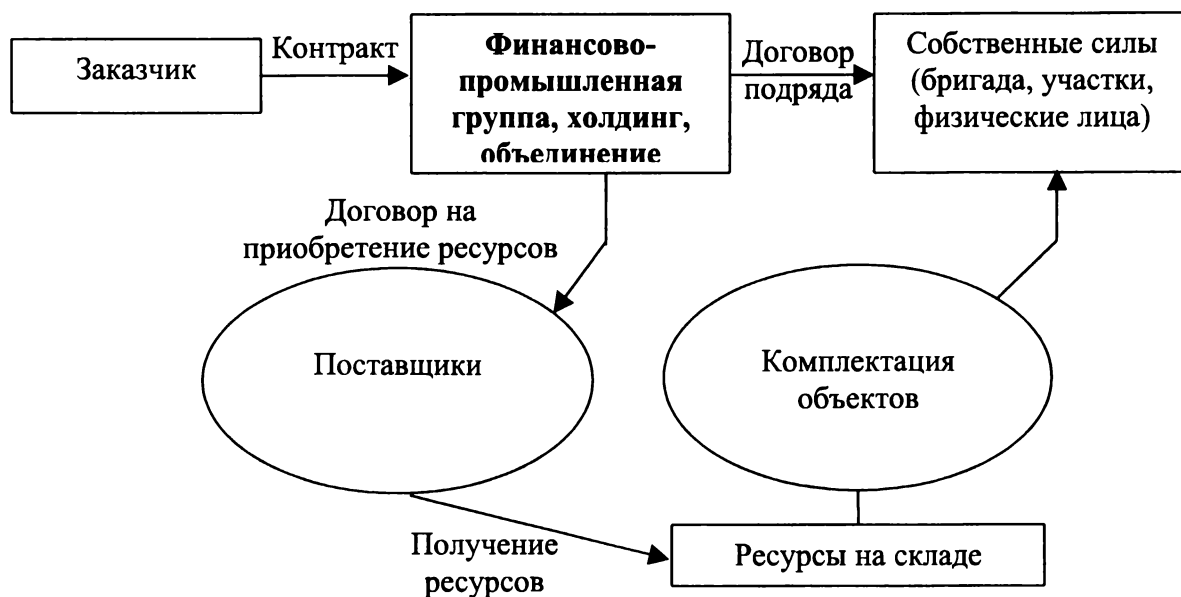 Заказчик
Контракт
Финансово-
промышленная
группа, холдинг,
объединение
Договор
подряда
Собственные силы
(бригада, участки,
физические лица)
Договор на
приобретение ресурсов
Поставщики
Комплектация
объектов
Получение
ресурсов
Ресурсы на складе